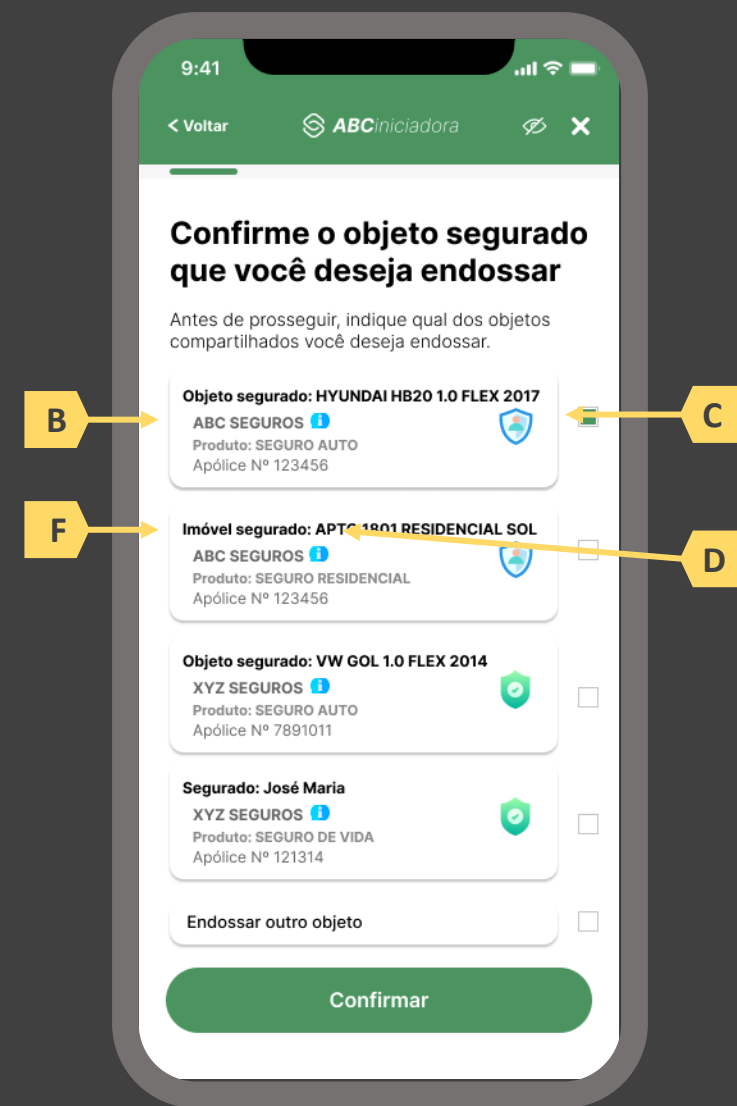 9:41
< Voltar
ABCiniciadora
Confirme o objeto segurado
que você deseja endossar
Antes de prosseguir, indique qual dos objetos
compartilhados você deseja endossar.
B
C
Objeto segurado: HYUNDAI HB20 1.0 FLEX 2017
ABC SEGUROS i
Produto: SEGURO AUTO
Apólice Nº 123456
F
D
Imóvel segurado: APTO 1801 RESIDENCIAL SOL
ABC SEGUROS i
Produto: SEGURO RESIDENCIAL
Apólice Nº 123456
Objeto segurado: VW GOL 1.0 FLEX 2014
XYZ SEGUROS i
Produto: SEGURO AUTO
Apólice Nº 7891011
Segurado: José Maria
XYZ SEGUROS i
Produto: SEGURO DE VIDA
Apólice Nº 121314
Endossar outro objeto
Confirmar